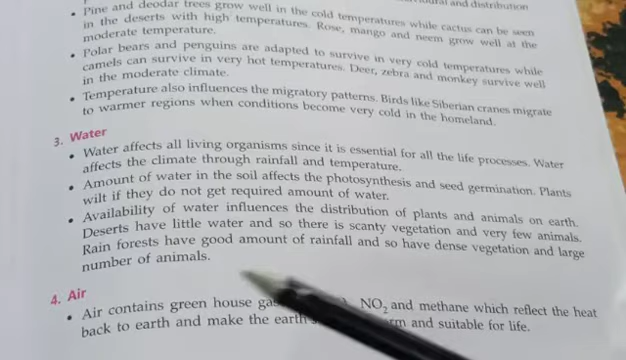 and distribution
• Pine and deodar trees grow well in the cold temperatures while cactus can be seen
in the deserts with high temperatures. Rose, mango and neem grow well at the
moderate temperature.
• Polar bears and penguins are adapted to survive in very cold temperatures while
camels can survive in very hot temperatures. Deer, zebra and monkey survive well
in the moderate climate.
• Temperature also influences the migratory patterns. Birds like Siberian cranes migrate
to warmer regions when conditions become very cold in the homeland.
3. Water
• Water affects all living organisms since it is essential for all the life processes. Water
affects the climate through rainfall and temperature.
• Amount of water in the soil affects the photosynthesis and seed germination. Plants
wilt if they do not get required amount of water.
• Availability of water influences the distribution of plants and animals on earth.
Deserts have little water and so there is scanty vegetation and very few animals.
Rain forests have good amount of rainfall and so have dense vegetation and large
number of animals.
4. Air
• Air contains green house NO₂ and methane which reflect the heat
back to earth and make the earth and suitable for life.